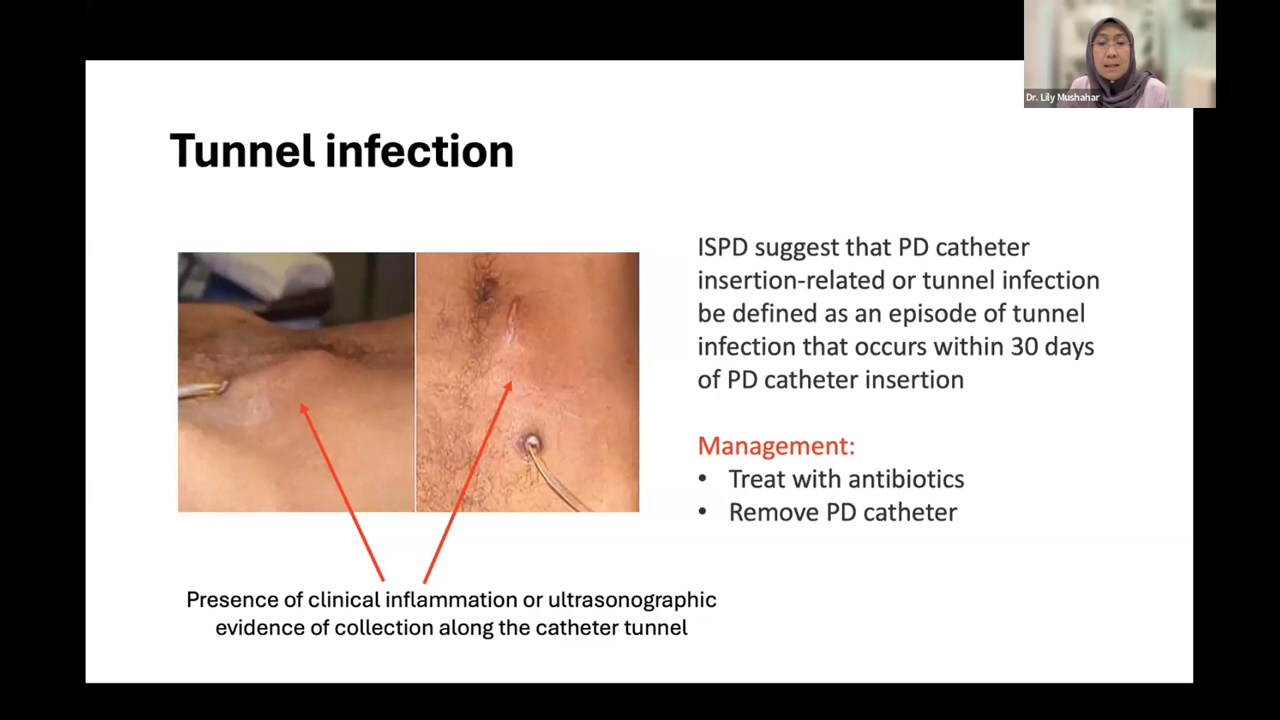 Dr. Lily Mushahar
Tunnel infection
ISPD suggest that PD catheter
insertion-related or tunnel infection
be defined as an episode of tunnel
infection that occurs within 30 days
of PD catheter insertion
Management:
• Treat with antibiotics
• Remove PD catheter
Presence of clinical inflammation or ultrasonographic
evidence of collection along the catheter tunnel